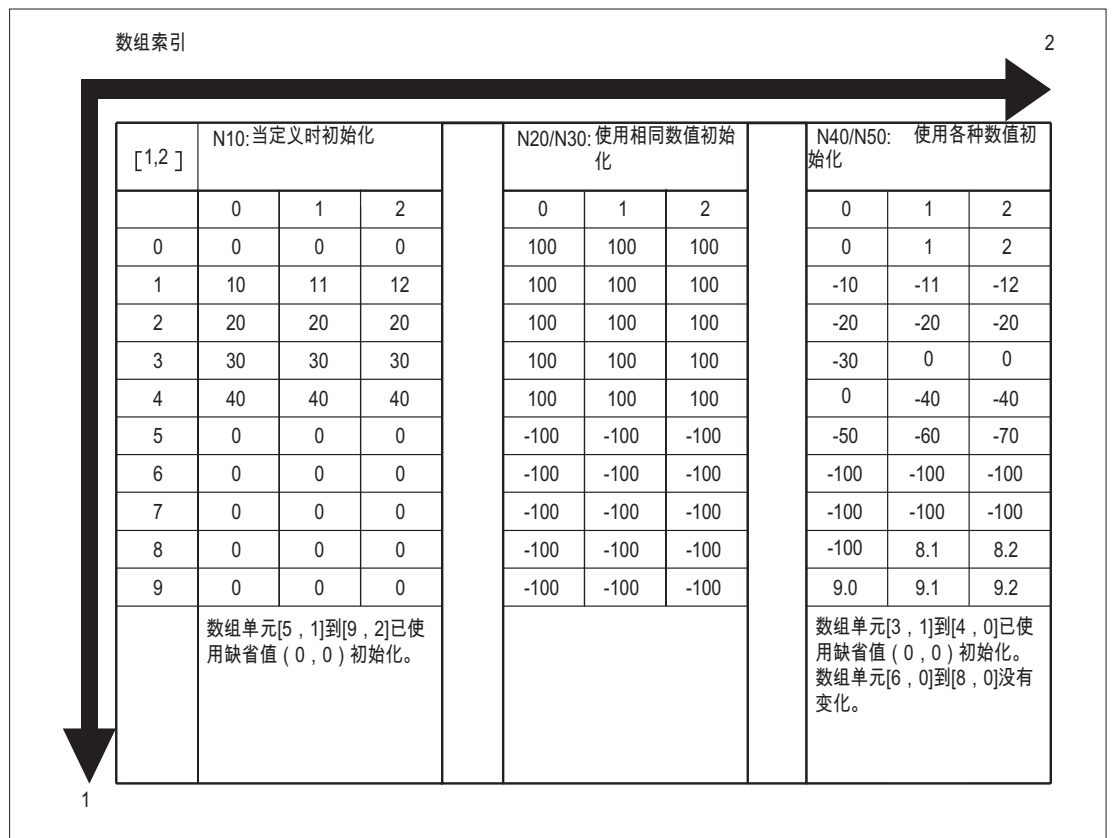 数组索引
2
[1,2 ]
N10:当定义时初始化
N20/N30: 使用相同数值初始
化
N40/N50: 使用各种数值初
始化
0 1 2 0 1 2 0 1 2
0 0 0 0 100 100 100 0 1 2
1 10 11 12 100 100 100 -10 -11 -12
2 20 20 20 100 100 100 -20 -20 -20
3 30 30 30 100 100 100 -30 0 0
4 40 40 40 100 100 100 0 -40 -40
5 0 0 0 -100 -100 -100 -50 -60 -70
6 0 0 0 -100 -100 -100 -100 -100 -100
7 0 0 0 -100 -100 -100 -100 -100 -100
8 0 0 0 -100 -100 -100 -100 8.1 8.2
9 0 0 0 -100 -100 -100 9.0 9.1 9.2
数组单元[5，1]到[9，2]已使
用缺省值（0，0）初始化。
数组单元[3，1]到[4，0]已使
用缺省值（0，0）初始化。
数组单元[6，0]到[8，0]没有
变化。
1